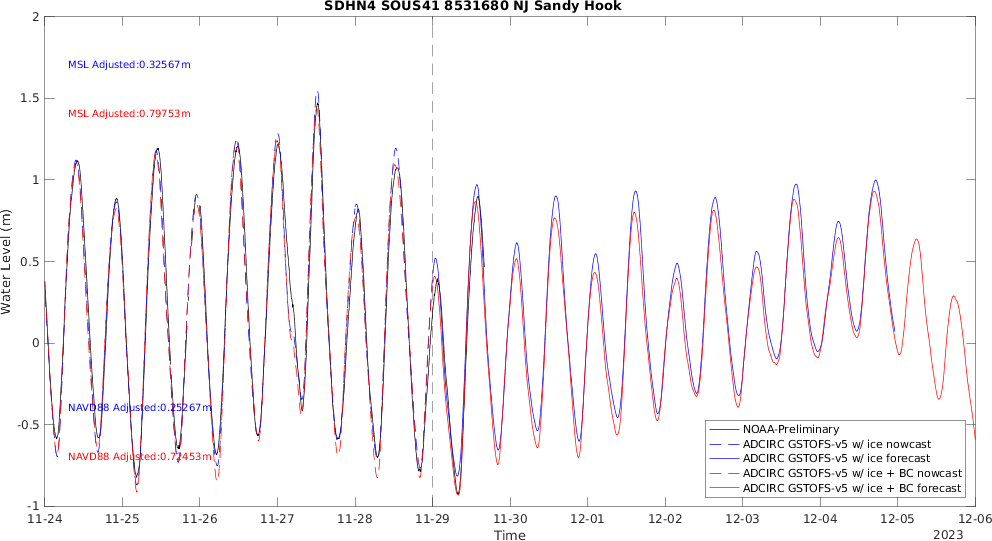 SDHN4 SOUS41 8531680 NJ Sandy Hook
2
1.5
1
0.5
0
-0.5
-1
Water Level (m)
MSL Adjusted:0.32567m
MSL Adjusted:0.79753m
NAVD88 Adjusted:0.25267m
NAVD88 Adjusted:0.72453m
NOAA-Preliminary
ADCIRC GSTOFS-v5 w/ ice nowcast
ADCIRC GSTOFS-v5 w/ ice forecast
ADCIRC GSTOFS-v5 w/ ice + BC nowcast
ADCIRC GSTOFS-v5 w/ ice + BC forecast
11-24 11-25 11-26 11-27 11-28 11-29 11-30 12-01 12-02 12-03 12-04 12-05 12-06
Time
2023